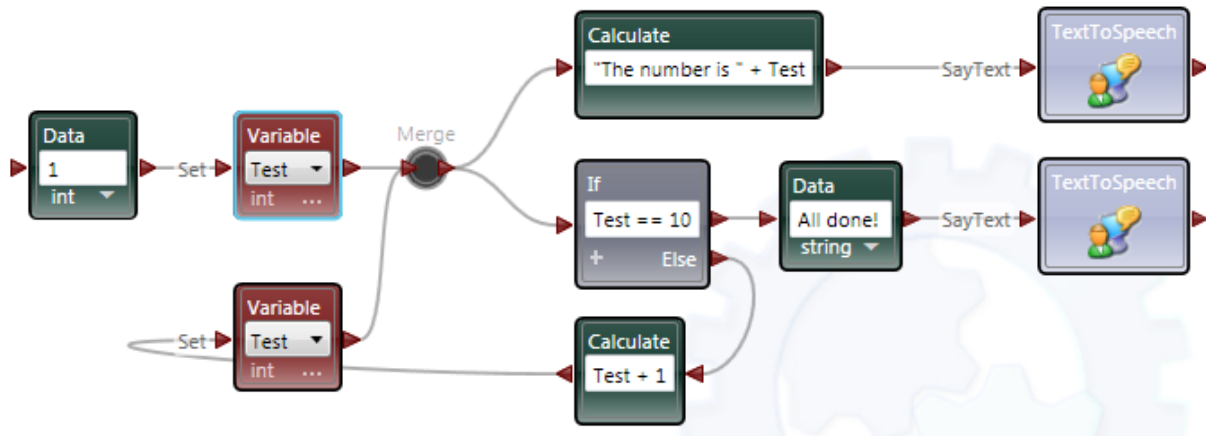 Calculate
"The number is " + Test
SayText
TextToSpeech
Data
1
int
Set
Variable
Test
int ...
Merge
If
Test == 10
+ Else
Data
All done!
string
SayText
TextToSpeech
Set
Variable
Test
int ...
Calculate
Test + 1